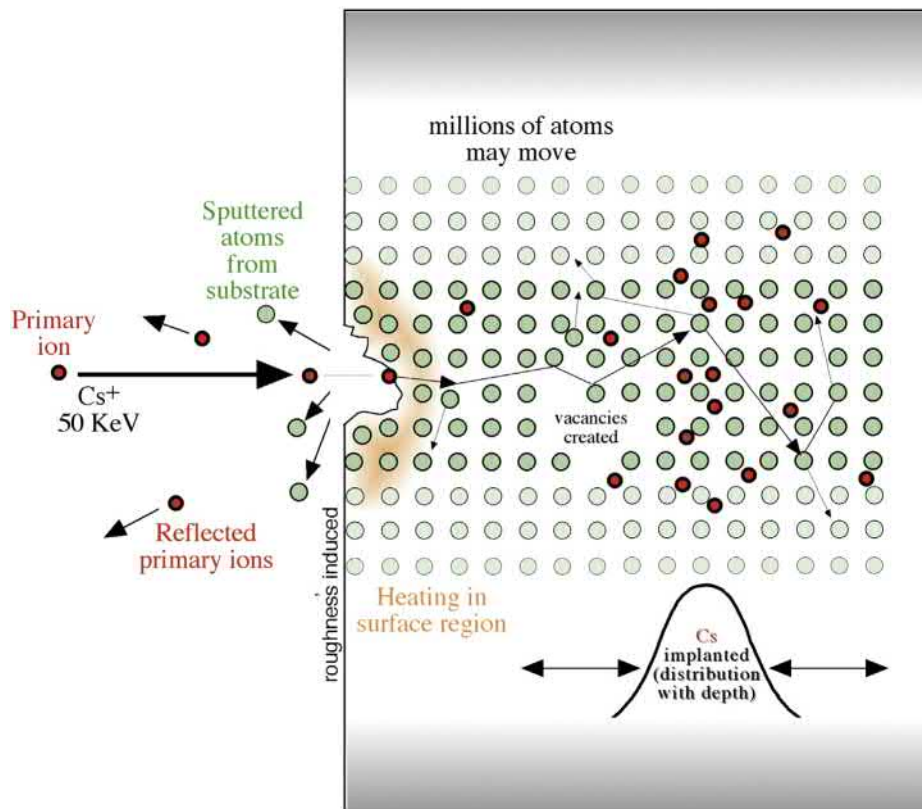 millions of atoms
may move
Sputtered
atoms
from
substrate
Primary
ion
Cs+
50 KeV
vacancies
created
Reflected
primary ions
roughness induced
Heating in
surface region
Cs
implanted
(distribution
with depth)